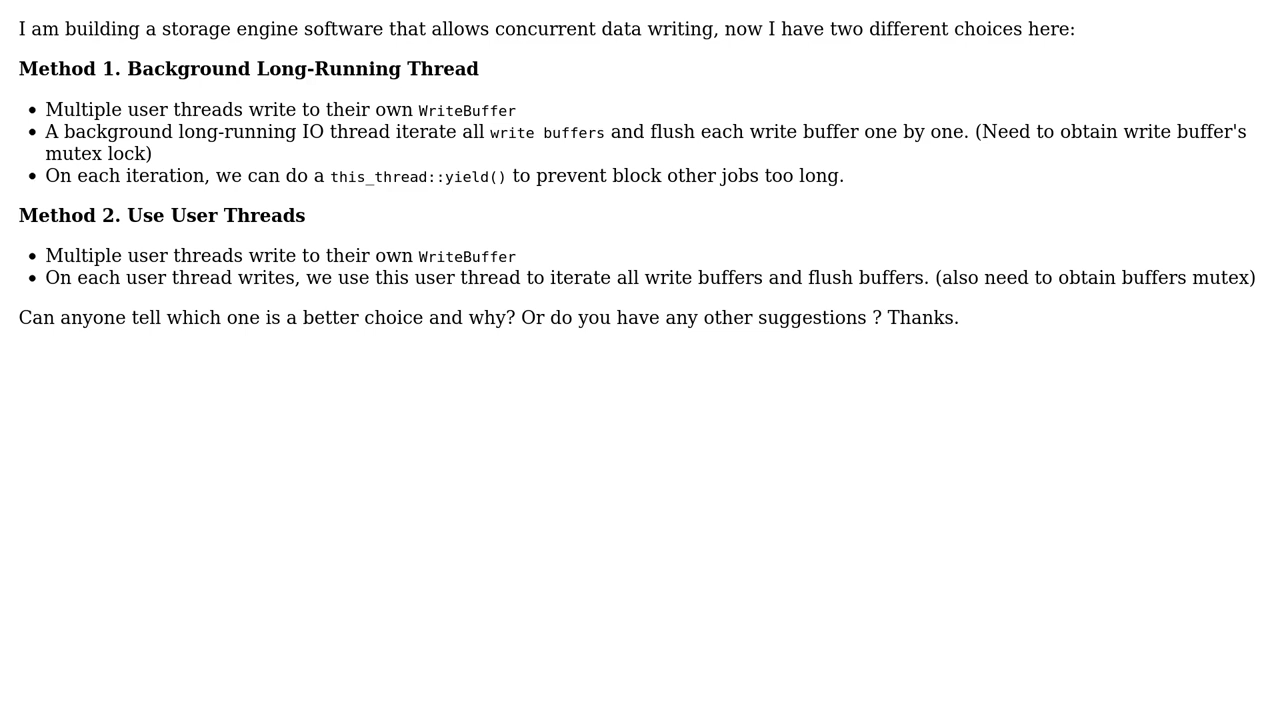 I am building a storage engine software that allows concurrent data writing, now I have two different choices here:
Method 1. Background Long-Running Thread
• Multiple user threads write to their own WriteBuffer
• A background long-running IO thread iterate all write buffers and flush each write buffer one by one. (Need to obtain write buffer's
mutex lock)
• On each iteration, we can do a this_thread::yield() to prevent block other jobs too long.
Method 2. Use User Threads
• Multiple user threads write to their own WriteBuffer
• On each user thread writes, we use this user thread to iterate all write buffers and flush buffers. (also need to obtain buffers mutex)
Can anyone tell which one is a better choice and why? Or do you have any other suggestions ? Thanks.